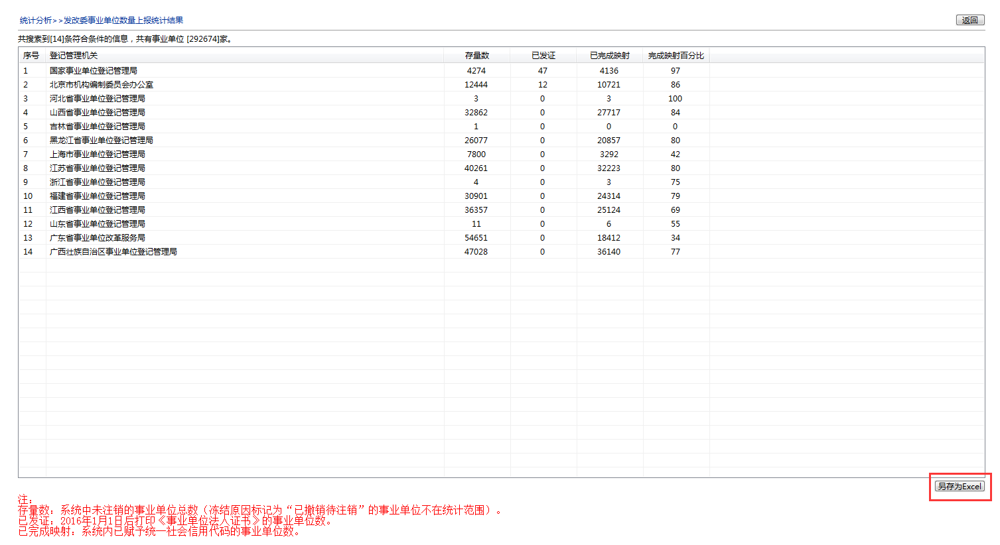 统计分析>>发改委事业单位数量上报统计结果 返回
共搜索到[14]条符合条件的信息，共有事业单位 [292674]家。
序号 登记管理机关 存量数 已发证 已完成映射 完成映射百分比
1 国家事业单位登记管理局 4274 47 4136 97
2 北京市机构编制委员会办公室 12444 12 10721 86
3 河北省事业单位登记管理局 3 0 3 100
4 山西省事业单位登记管理局 32862 0 27717 84
5 吉林省事业单位登记管理局 1 0 0 0
6 黑龙江省事业单位登记管理局 26077 0 20857 80
7 上海市事业单位登记管理局 7800 0 3292 42
8 江苏省事业单位登记管理局 40261 0 32223 80
9 浙江省事业单位登记管理局 4 0 3 75
10 福建省事业单位登记管理局 30901 0 24314 79
11 江西省事业单位登记管理局 36357 0 25124 69
12 山东省事业单位登记管理局 11 0 6 55
13 广东省事业单位改革服务局 54651 0 18412 34
14 广西壮族自治区事业单位登记管理局 47028 0 36140 77
另存为Excel
注：
存量数：系统中未注销的事业单位总数（冻结原因标记为“已撤销待注销”的事业单位不在统计范围）。
已发证：2016年1月1日后打印《事业单位法人证书》的事业单位数。
已完成映射：系统内已赋予统一社会信用代码的事业单位数。